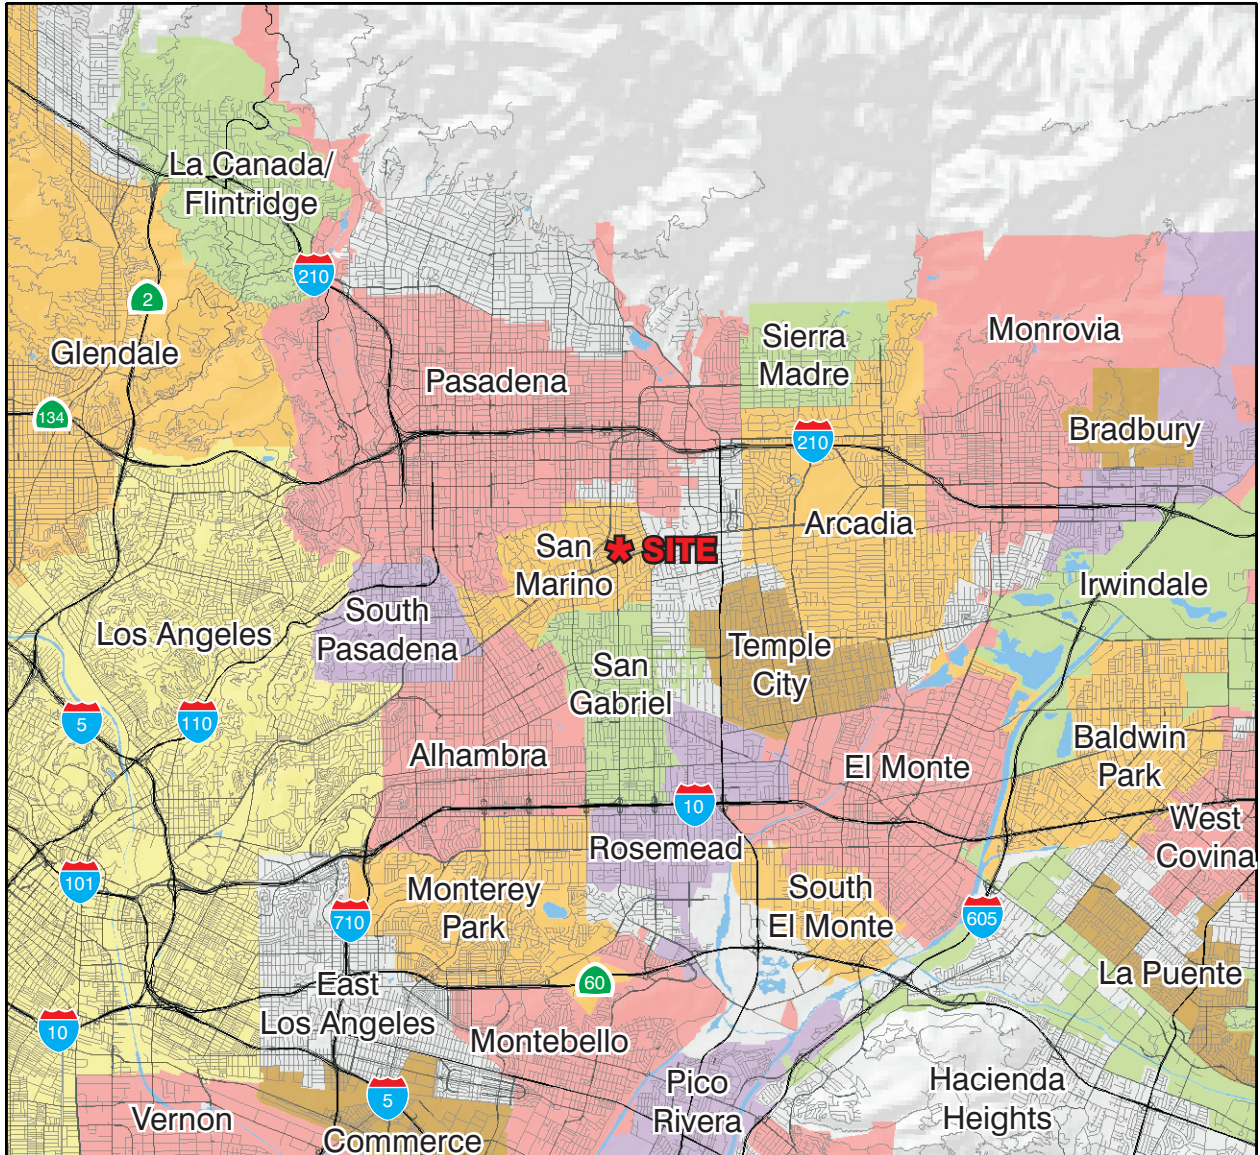 La Canada/
Flintridge
210
2
Glendale
Sierra
Madre
Monrovia
Pasadena
134
210
Bradbury
Arcadia
San
Marino
* SITE
Irwindale
South
Pasadena
Los Angeles
Temple
City
San
Gabriel
5
110
Alhambra
El Monte
Baldwin
Park
10
West
Covina
Rosemead
101
Monterey
Park
South
El Monte
710
605
60
La Puente
East
Los Angeles
10
Montebello
Pico
Rivera
Hacienda
Heights
5
Vernon
Commerce